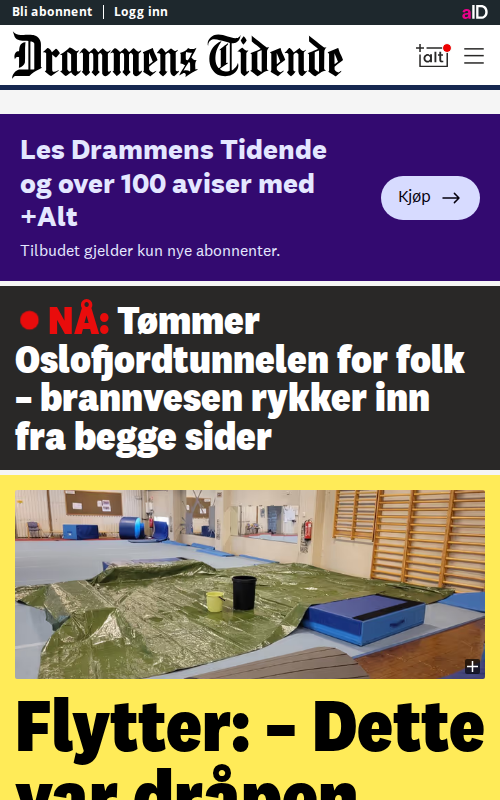 Bli abonnent | Logg inn
aID
Drammens Tidende
+alt
Les Drammens Tidende
og over 100 aviser med
+Alt
Kjøp →
Tilbudet gjelder kun nye abonnenter.
NÅ: Tømmer
Oslofjordtunnelen for folk
– brannvesen rykker inn
fra begge sider
Flytter: – Dette
var dråpen